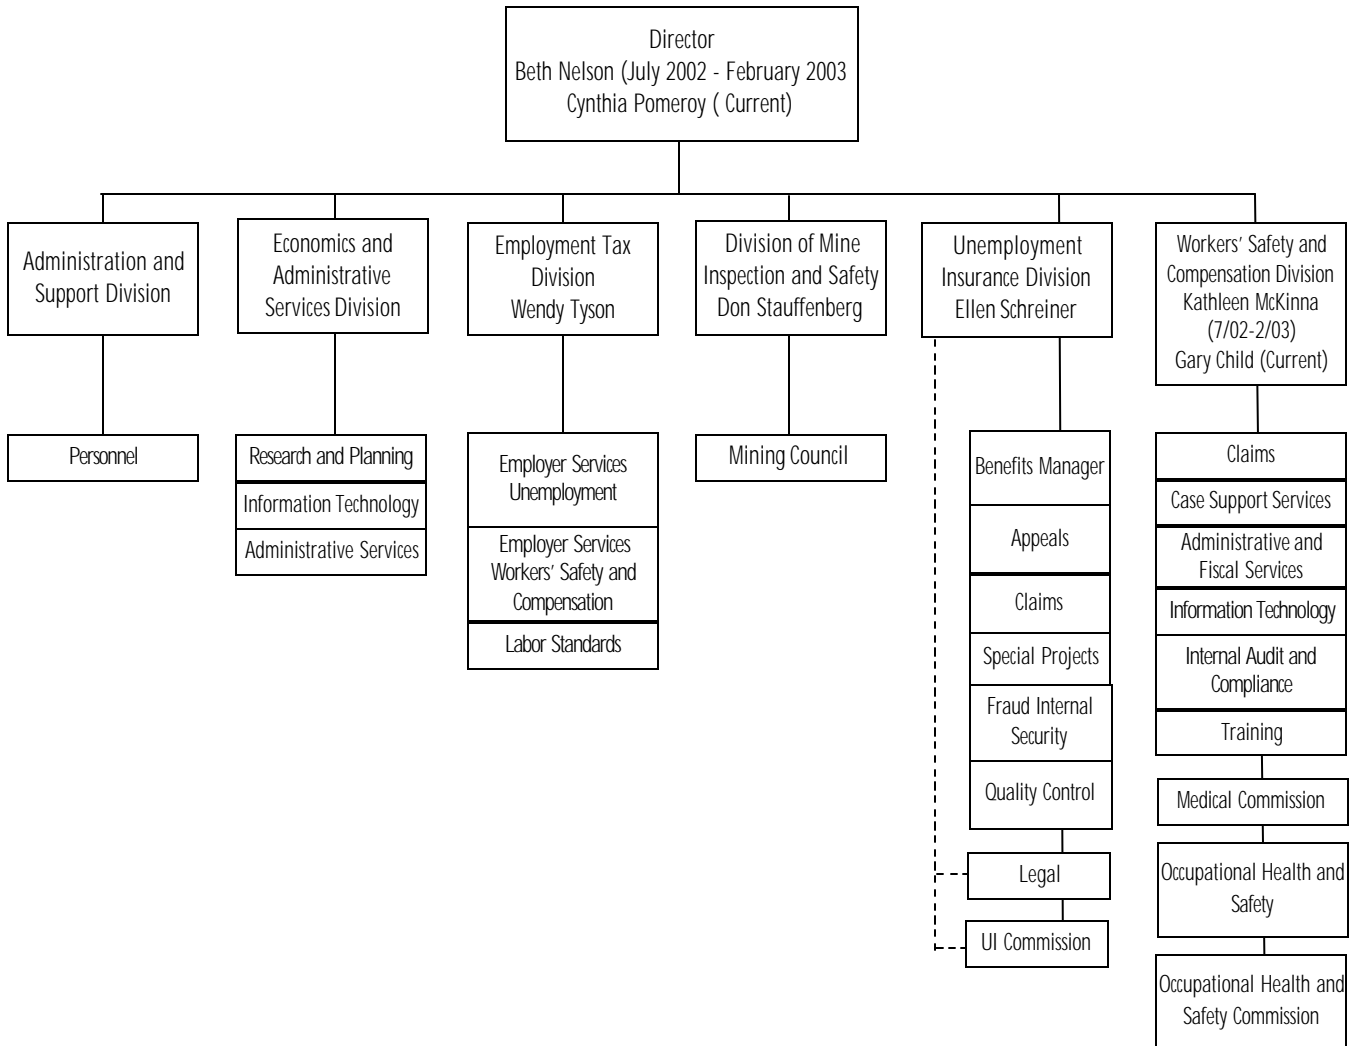 Director
Beth Nelson (July 2002 - February 2003
Cynthia Pomeroy ( Current)
Administration and
Support Division
Economics and
Administrative
Services Division
Employment Tax
Division
Wendy Tyson
Division of Mine
Inspection and Safety
Don Stauffenberg
Unemployment
Insurance Division
Ellen Schreiner
Workers' Safety and
Compensation Division
Kathleen McKinna
(7/02-2/03)
Gary Child (Current)
Personnel
Research and Planning
Information Technology
Administrative Services
Employer Services
Unemployment
Employer Services
Workers' Safety and
Compensation
Labor Standards
Mining Council
Benefits Manager
Appeals
Claims
Special Projects
Fraud Internal
Security
Quality Control
Legal
UI Commission
Claims
Case Support Services
Administrative and
Fiscal Services
Information Technology
Internal Audit and
Compliance
Training
Medical Commission
Occupational Health and
Safety
Occupational Health and
Safety Commission